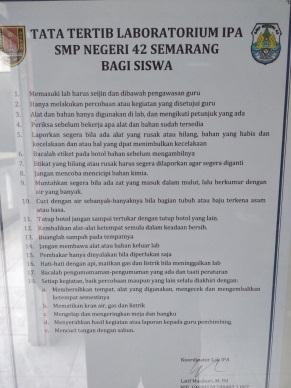 TATA TERTIB LABORATORIUM IPA
SMP NEGERI 42 SEMARANG
BAGI SISWA
1. Memasuki lab harus seijin dan dibawah pengawasan guru
2. Hanya melakukan percobaan atau kegiatan yang disetujui guru
3. Alat dan bahan hanya digunakan di lab, dan mengikuti petunjuk yang ada
4. Periksa sebelum bekerja apa alat dan bahan sudah tersedia
5. Laporkan segera bila ada alat yang rusak atau hilang, bahan yang habis dan
kecelakaan dan atau hal yang dpat menimbulkan kecelakaan
6. Bacalah etiket pada botol bahan sebelum mengambilnya
7. Etikat yang hilang atau rusak harus segera dilaporkan agar segera diganti
8. Jangan mencoba mencicipi bahan kimia.
9. Muntahkan segera bila ada zat yang masuk dalam mulut, lalu berkumur dengan
air yang banyak.
10. Cuci dengan air sebanyak-banyaknya bila bagian tubuh atau baju terkena asam
atau basa.
11. Tutup botol jangan sampai tertukar dengan tutup botol yang lain.
12. Kembalikan alat-alat ketempat semula dalam keadaan bersih.
13. Buanglah sampah pada tempatnya
14. Jangan membawa alat atau bahan keluar lab
15. Pembakar hanya dinyalakan bila diperlukan saja
16. Hati-hati dengan api, matikan gas dan listrik bila meninggalkan lab
17. Bacalah pengumuman-pengumuman yang ada dan taati peraturan
18. Setiap kegiatan, baik percobaan maupun yang lain selalu diakhiri dengan:
a. Membersihkan tempat, alat yang digunakan, mengecek dan mengembalikan
ketempat semestinya
b. Mematikan kran air, gas dan listrik
c. Mengelap dan mengeringkan meja dan bangku
d. Menyerahkan hasil kegiatan atau laporan kepada guru pembimbing.
e. Mencuci tangan dengan sabun.
Koordinator Lab IPA